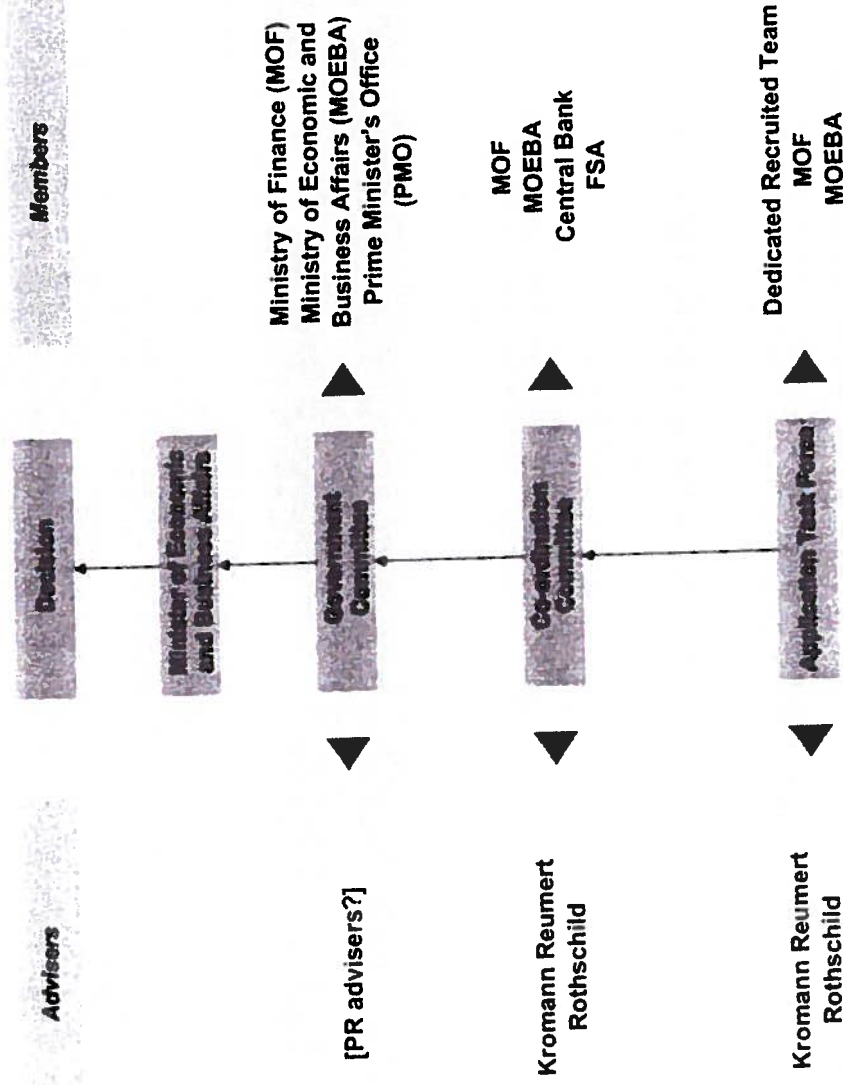 Advisers
Members
Decision
Minister of Economic
and Business Affairs
[PR advisers?]
Government
Committee
Ministry of Finance (MOF)
Ministry of Economic and
Business Affairs (MOEBA)
Prime Minister's Office
(PMO)
Kromann Reumert
Rothschild
Co-ordination
Committee
MOF
MOEBA
Central Bank
FSA
Kromann Reumert
Rothschild
Application Task Force
Dedicated Recruited Team
MOF
MOEBA